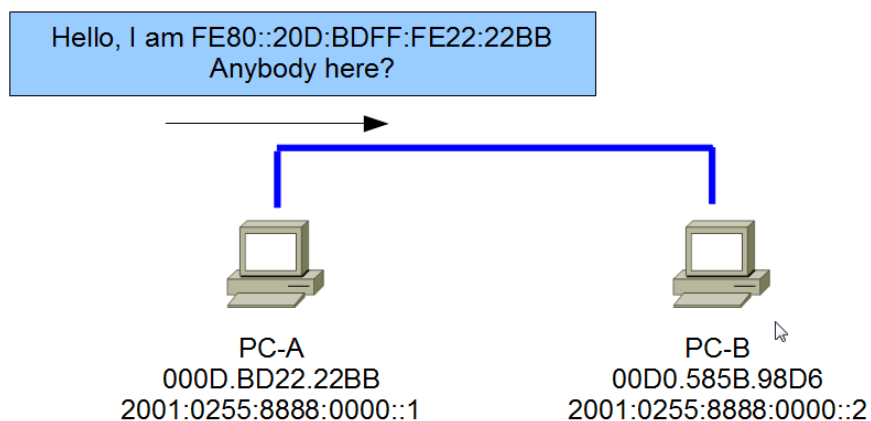 Hello, I am FE80::20D:BDFF:FE22:22BB
Anybody here?
PC-A
000D.BD22.22BB
2001:0255:8888:0000::1
PC-B
00D0.585B.98D6
2001:0255:8888:0000::2